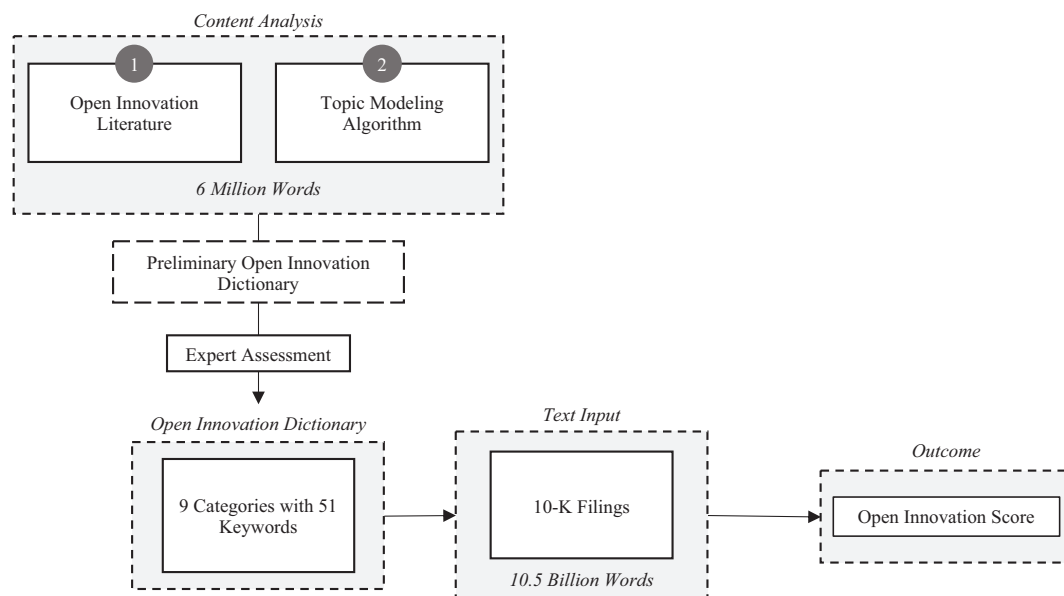 Content Analysis
1
Open Innovation
Literature
2
Topic Modeling
Algorithm
6 Million Words
Preliminary Open Innovation
Dictionary
Expert Assessment
Open Innovation Dictionary
9 Categories with 51
Keywords
Text Input
10-K Filings
10.5 Billion Words
Outcome
Open Innovation Score